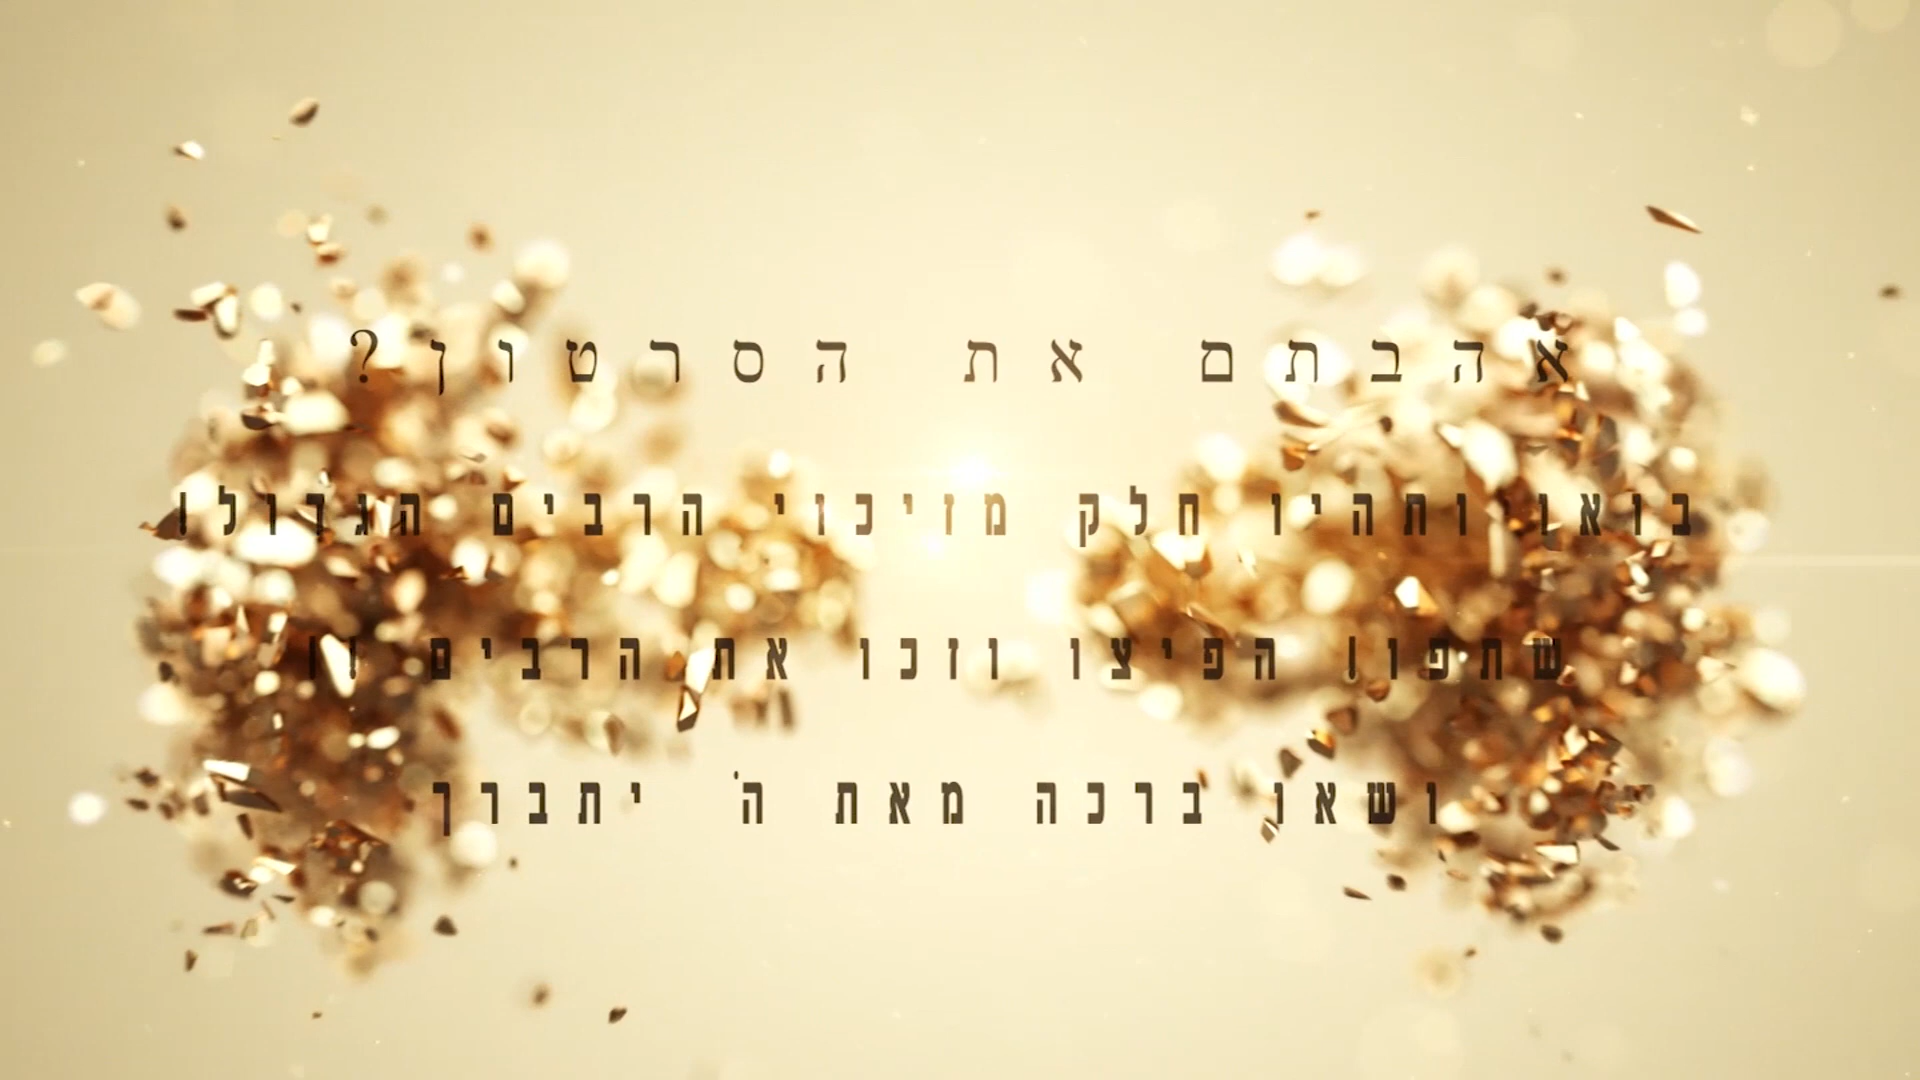 אהבתם את הסרטון?
בואו ותהיו חלק מזיכוי הרבים הגדול!
שתפו! הפיצו וזכו את הרבים !!
ושאו ברכה מאת ה' יתברך